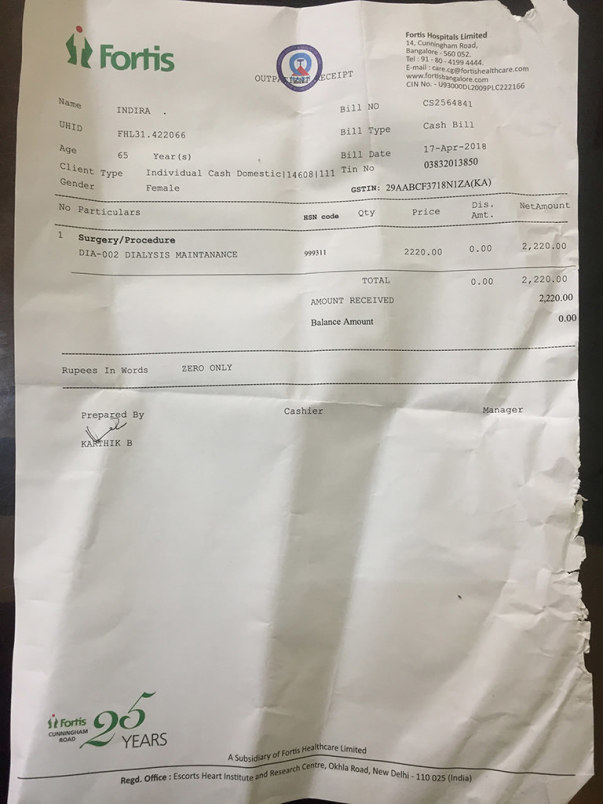 Fortis
Fortis Hospitals Limited
14, Cunningham Road,
Bangalore - 560 052.
Tel : 91 - 80 - 4199 4444.
E-mail : care.cg@fortishealthcare.com
www.fortisbangalore.com
CIN No. - U93000DL2009PLC222166
OUTPATIENT RECEIPT
Name INDIRA . Bill NO CS2564841
UHID FHL31.422066 Bill Type Cash Bill
Age 65 Year(s) Bill Date 17-Apr-2018
Client Type Individual Cash Domestic|14608|111 Tin No 03832013850
Gender Female GSTIN: 29AABCF3718N1ZA(KA)
No Particulars HSN code Qty Price Dis. Amt. NetAmount
1 Surgery/Procedure
DIA-002 DIALYSIS MAINTANANCE 999311 2220.00 0.00 2,220.00
TOTAL 0.00 2,220.00
AMOUNT RECEIVED 2,220.00
Balance Amount 0.00
Rupees In Words ZERO ONLY
Prepared By Cashier Manager
KARTHIK B
Fortis
CUNNINGHAM
ROAD
25 YEARS
A Subsidiary of Fortis Healthcare Limited
Regd. Office : Escorts Heart Institute and Research Centre, Okhla Road, New Delhi - 110 025 (India)